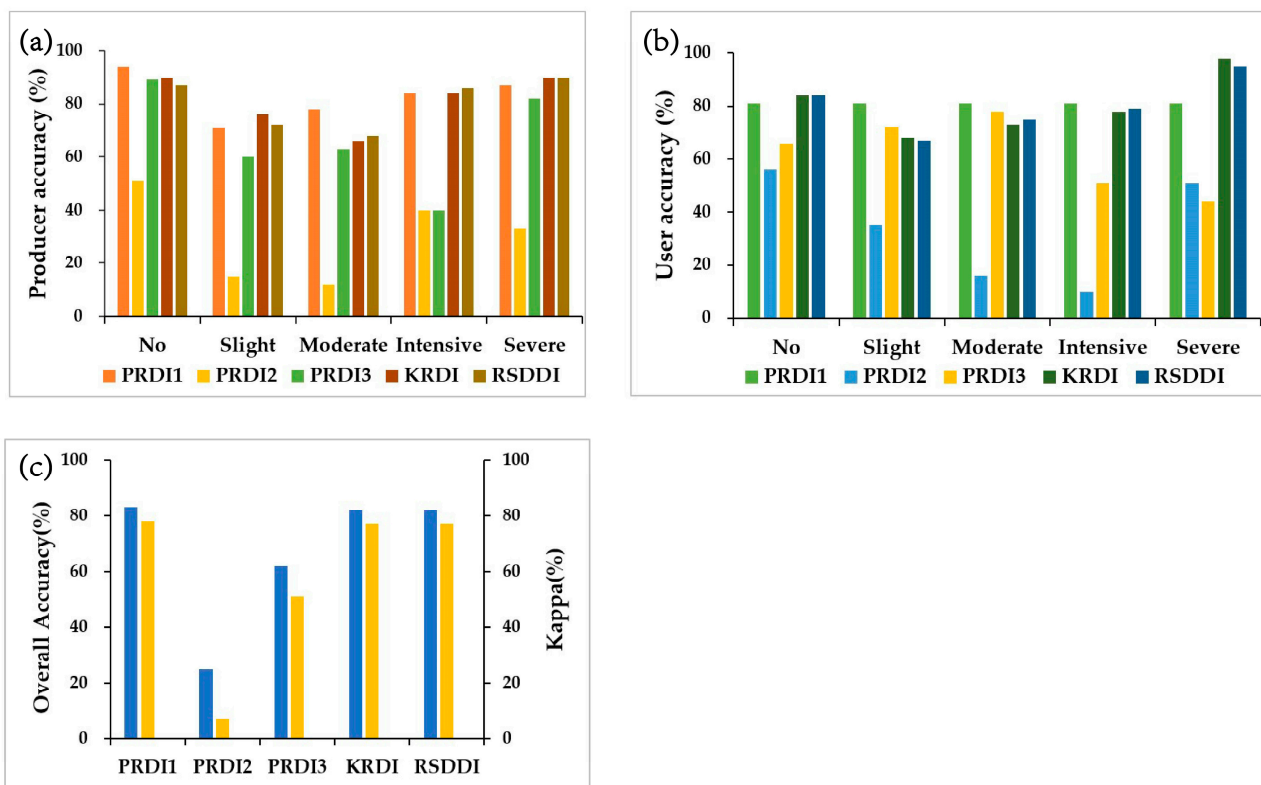 (a)
Producer accuracy (%)
100
80
60
40
20
0
No Slight Moderate Intensive Severe
PRDI1 PRDI2 PRDI3 KRDI RSDDI
(b)
User accuracy (%)
100
80
60
40
20
0
No Slight Moderate Intensive Severe
PRDI1 PRDI2 PRDI3 KRDI RSDDI
(c)
Overall Accuracy(%)
100
80
60
40
20
0
PRDI1 PRDI2 PRDI3 KRDI RSDDI
100
80
60
40
20
0
Kappa(%)